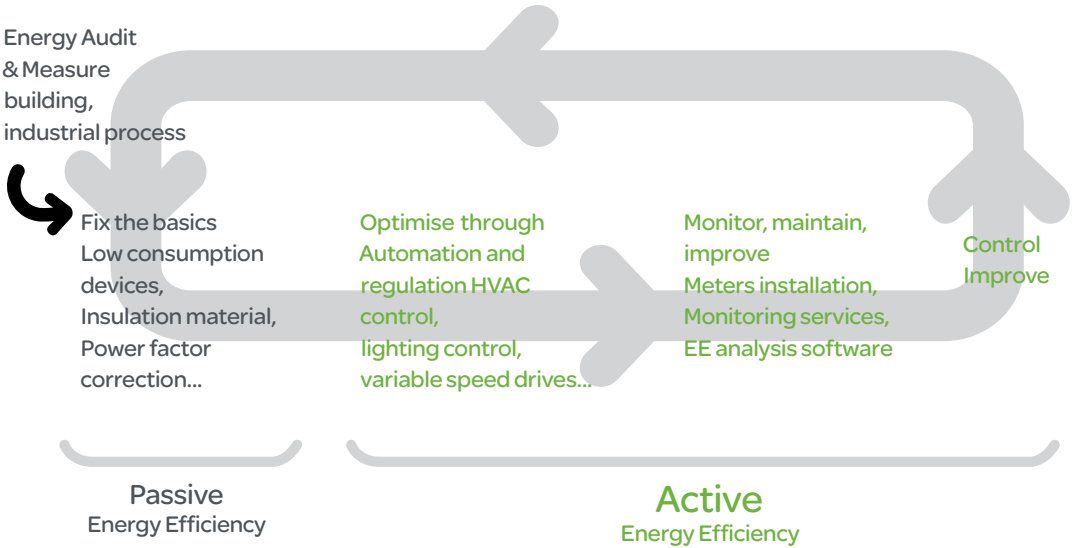 Energy Audit
& Measure
building,
industrial process
Fix the basics
Low consumption
devices,
Insulation material,
Power factor
correction...
Optimise through
Automation and
regulation HVAC
control,
lighting control,
variable speed drives...
Monitor, maintain,
improve
Meters installation,
Monitoring services,
EE analysis software
Control
Improve
Passive
Energy Efficiency
Active
Energy Efficiency